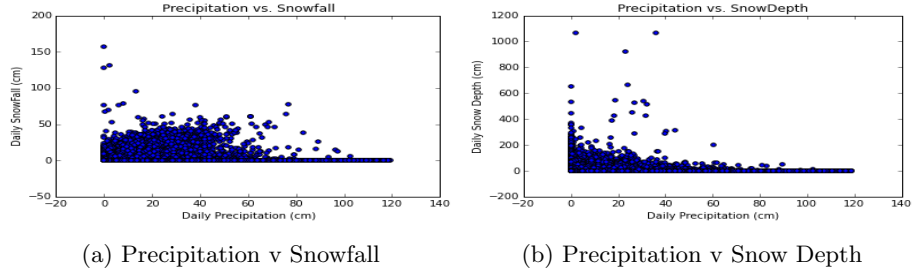 Precipitation vs. Snowfall
200
150
100
50
0
−50
Daily SnowFall (cm)
−20 0 20 40 60 80 100 120 140
Daily Precipitation (cm)
(a) Precipitation v Snowfall
Precipitation vs. SnowDepth
1200
1000
800
600
400
200
0
−200
Daily Snow Depth (cm)
−20 0 20 40 60 80 100 120 140
Daily Precipitation (cm)
(b) Precipitation v Snow Depth